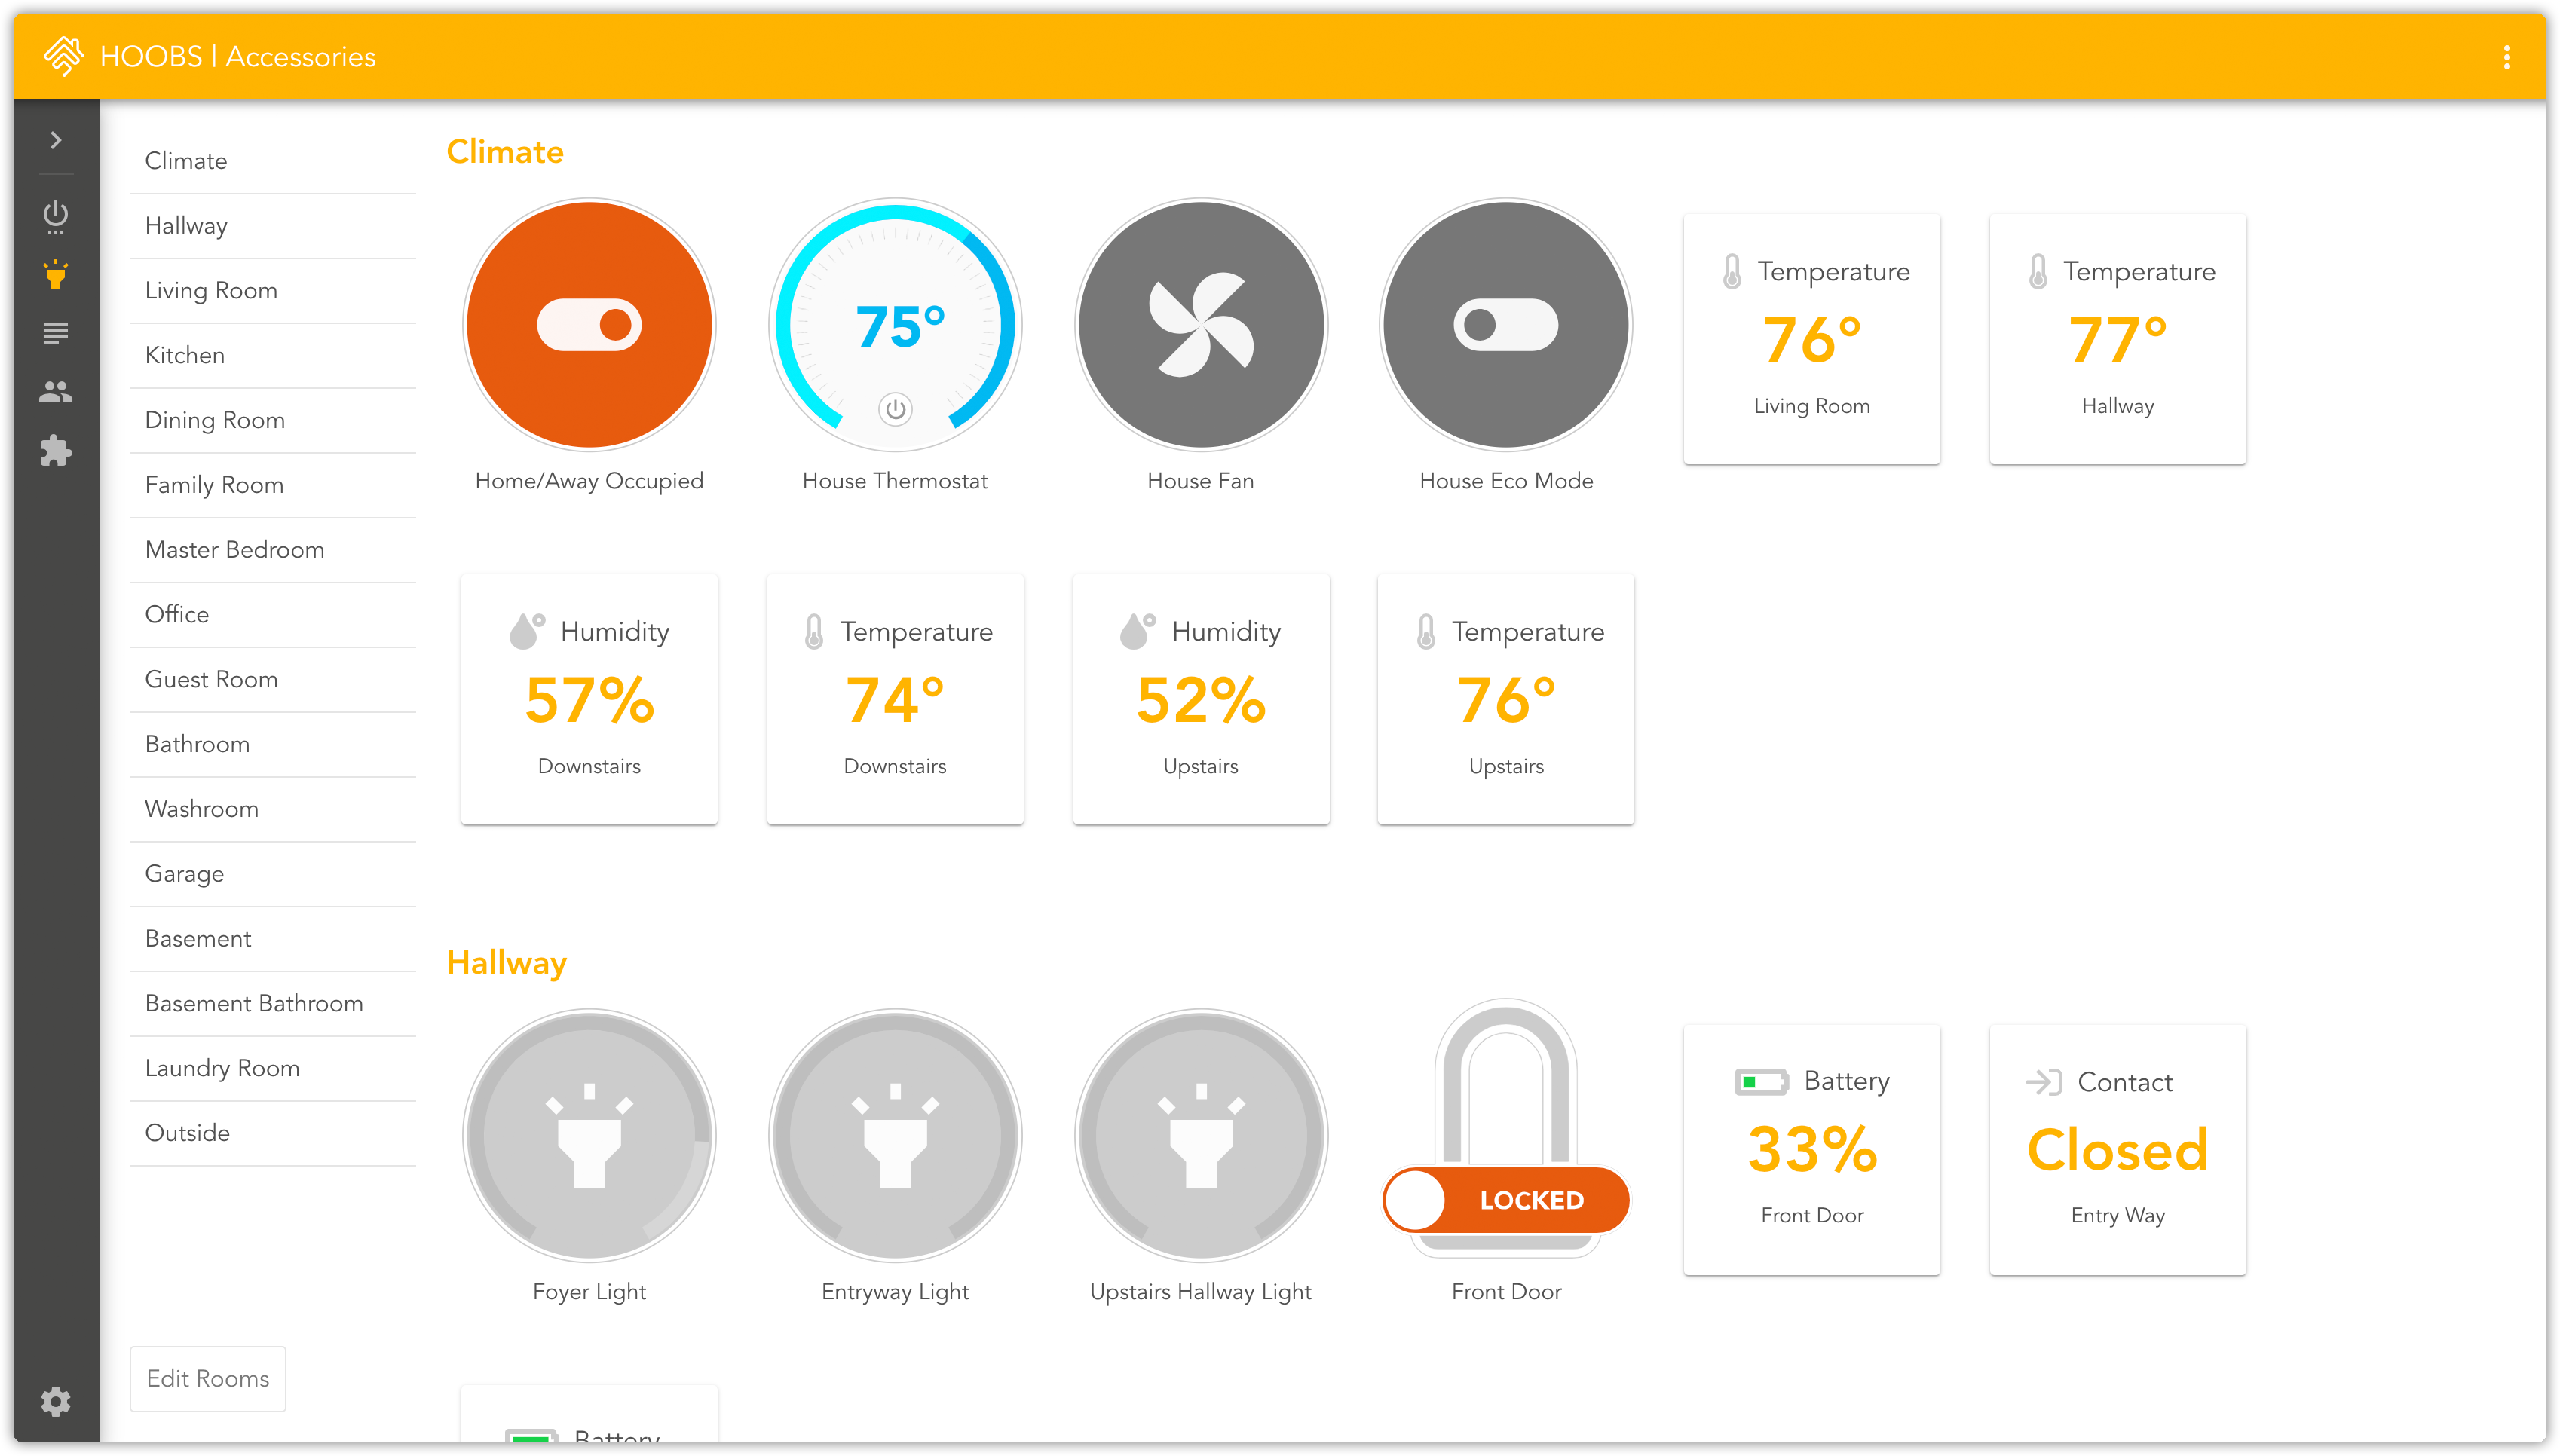 HOOBS | Accessories
Climate
Hallway
Living Room
Kitchen
Dining Room
Family Room
Master Bedroom
Office
Guest Room
Bathroom
Washroom
Garage
Basement
Basement Bathroom
Laundry Room
Outside
Edit Rooms
Climate
Home/Away Occupied
75°
House Thermostat
House Fan
House Eco Mode
Temperature
76°
Living Room
Temperature
77°
Hallway
Humidity
57%
Downstairs
Temperature
74°
Downstairs
Humidity
52%
Upstairs
Temperature
76°
Upstairs
Hallway
Foyer Light
Entryway Light
Upstairs Hallway Light
LOCKED
Front Door
Battery
33%
Front Door
Contact
Closed
Entry Way
Battery